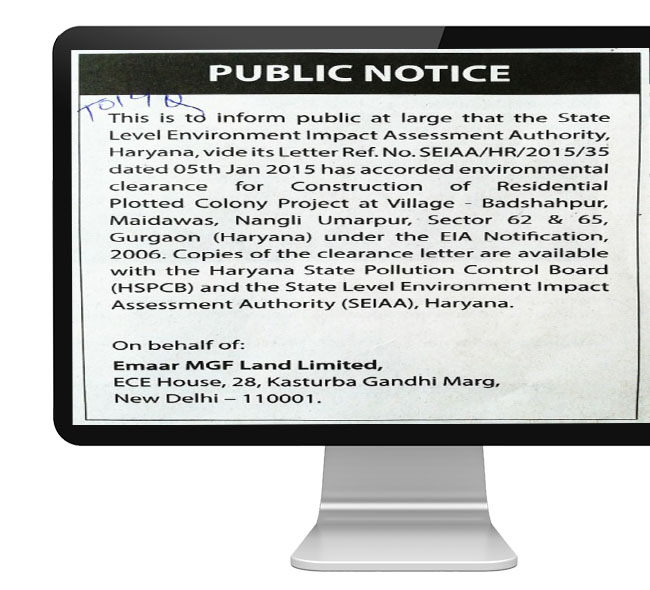 PUBLIC NOTICE
This is to inform public at large that the State
Level Environment Impact Assessment Authority,
Haryana, vide its Letter Ref. No. SEIAA/HR/2015/35
dated 05th Jan 2015 has accorded environmental
clearance for Construction of Residential
Plotted Colony Project at Village - Badshahpur,
Maidawas, Nangli Umarpur, Sector 62 & 65,
Gurgaon (Haryana) under the EIA Notification,
2006. Copies of the clearance letter are available
with the Haryana State Pollution Control Board
(HSPCB) and the State Level Environment Impact
Assessment Authority (SEIAA), Haryana.
On behalf of:
Emaar MGF Land Limited,
ECE House, 28, Kasturba Gandhi Marg,
New Delhi – 110001.